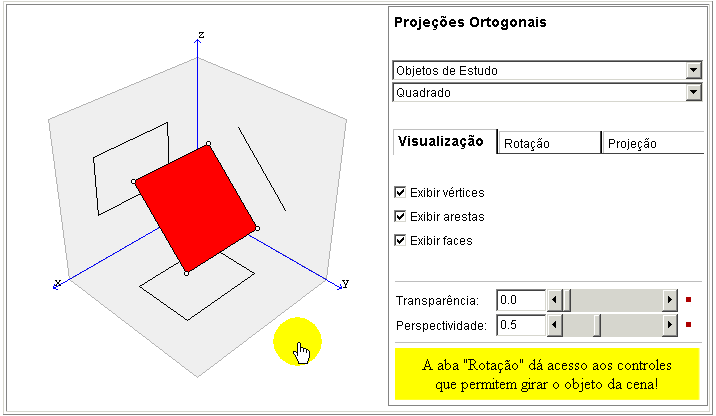 z
x
y
Projeções Ortogonais
Objetos de Estudo
Quadrado
Visualização
Rotação
Projeção
Exibir vértices
Exibir arestas
Exibir faces
Transparência: 0.0
Perspectividade: 0.5
A aba "Rotação" dá acesso aos controles
que permitem girar o objeto da cena!